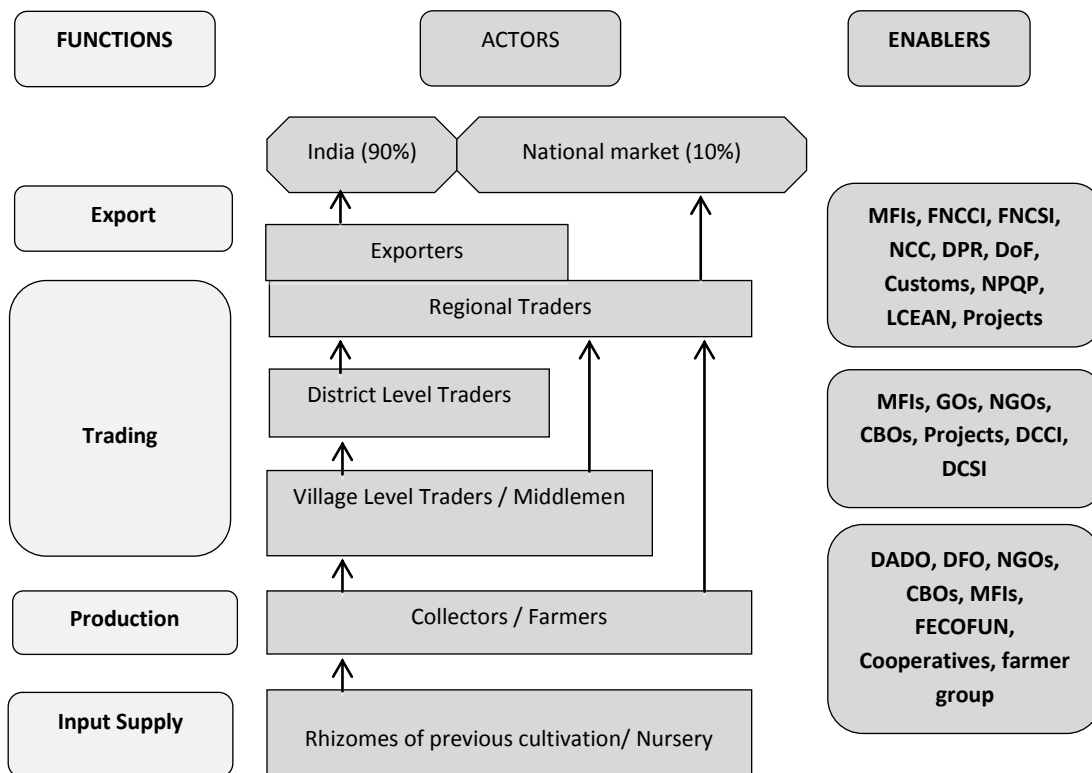 FUNCTIONS
ACTORS
ENABLERS
India (90%)
National market (10%)
Export
Exporters
Regional Traders
MFIs, FNCCI, FNCSI,
NCC, DPR, DoF,
Customs, NPQP,
LCEAN, Projects
Trading
District Level Traders
Village Level Traders / Middlemen
MFIs, GOs, NGOs,
CBOs, Projects, DCCI,
DCSI
Production
Collectors / Farmers
DADO, DFO, NGOs,
CBOs, MFIs,
FECOFUN,
Cooperatives, farmer
group
Input Supply
Rhizomes of previous cultivation/ Nursery